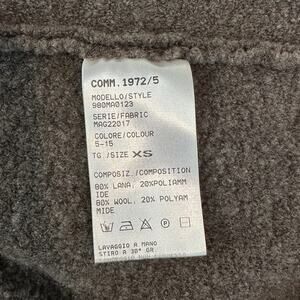 COMM. 1972/5
MODELLO/STYLE
980MA0123
SERIE/FABRIC
MAG22017
COLORE/COLOUR
5-15
TG /SIZE XS
COMPOSIZ./COMPOSITION
80% LANA, 20%POLIAMM
IDE
80% WOOL, 20% POLYAM
MIDE
LAVAGGIO A MANO
STIRO A 30° GR